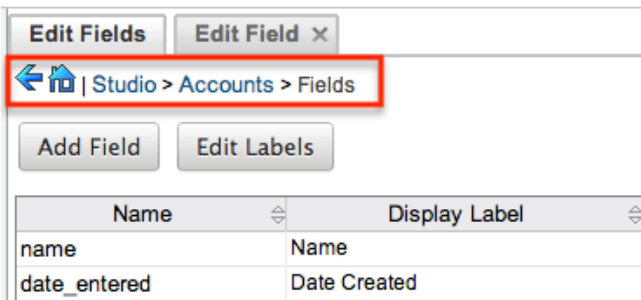 Edit Fields Edit Field ×
| Studio > Accounts > Fields
Add Field Edit Labels
Name Display Label
name Name
date_entered Date Created